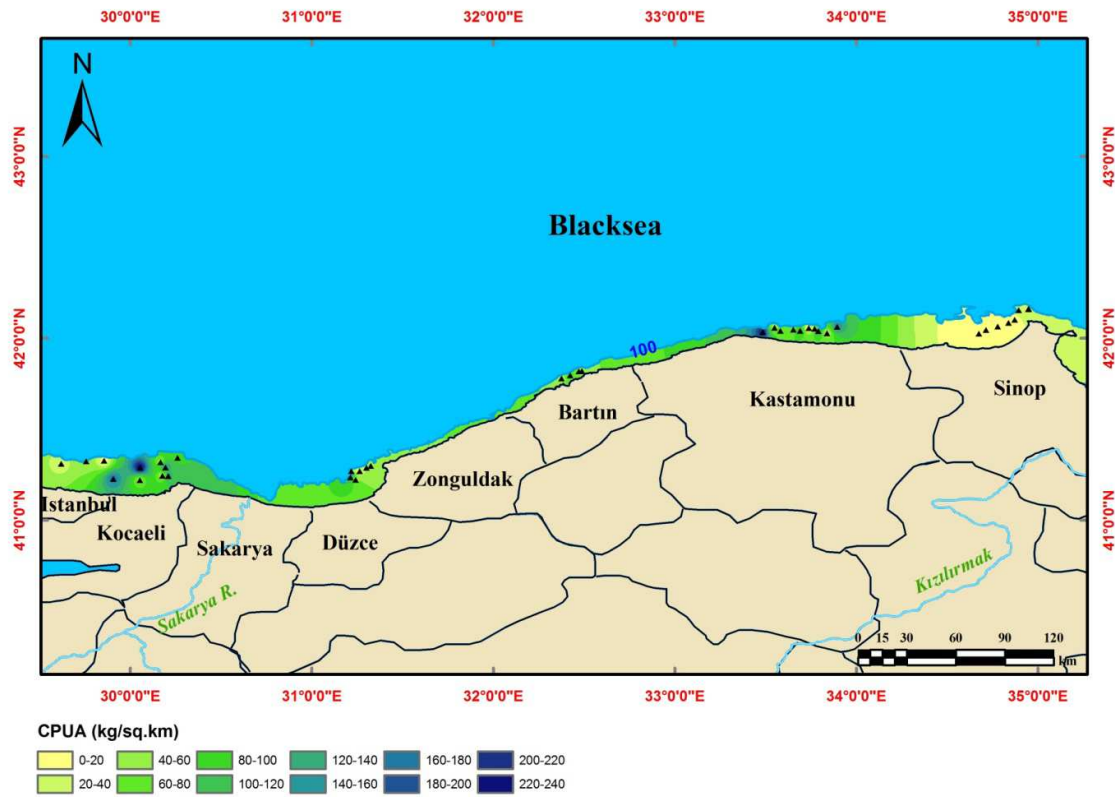 30°0'0"E 31°0'0"E 32°0'0"E 33°0'0"E 34°0'0"E 35°0'0"E
N
43°0'0"N 43°0'0"N
Blacksea
42°0'0"N 42°0'0"N
100
Sinop
Kastamonu
Bartın
Zonguldak
Istanbul
41°0'0"N 41°0'0"N
Kocaeli
Sakarya Düzce
Kızılırmak
Sakarya R.
0 15 30 60 90 120
km
30°0'0"E 31°0'0"E 32°0'0"E 33°0'0"E 34°0'0"E 35°0'0"E
CPUA (kg/sq.km)
0-20 40-60 80-100 120-140 160-180 200-220
20-40 60-80 100-120 140-160 180-200 220-240